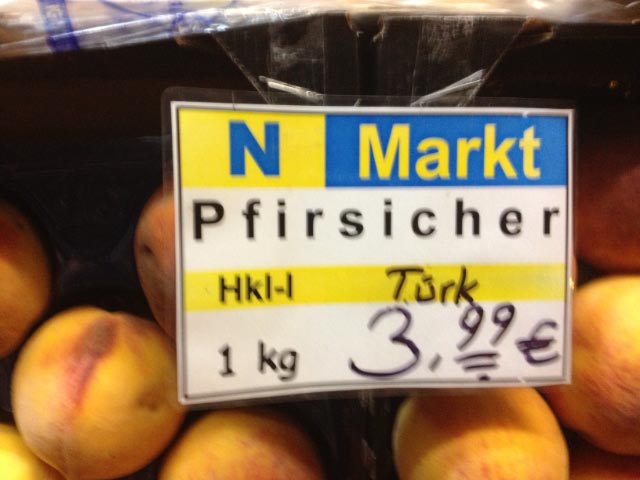 N Markt
Pfirsicher
Hkl-I Türk
1 kg 3.99 €